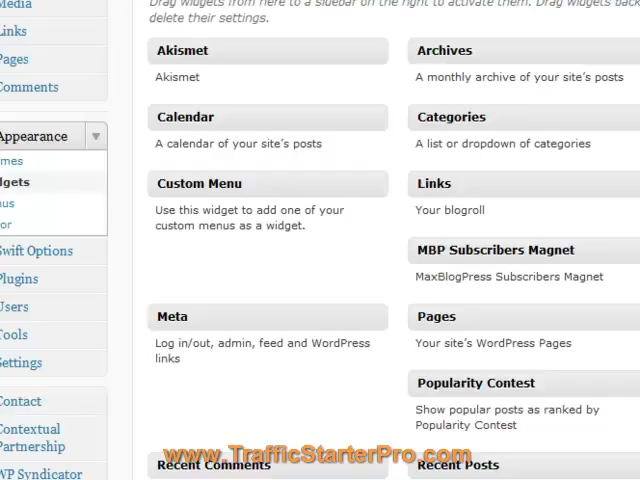 Media
Links
Pages
Comments
Appearance
mes
dgets
nus
or
Swift Options
Plugins
Users
Tools
Settings
Contact
Contextual
Partnership
WP Syndicator
Drag widgets from here to a sidebar on the right to activate them. Drag widgets back
delete their settings.
Akismet
Akismet
Archives
A monthly archive of your site's posts
Calendar
A calendar of your site's posts
Categories
A list or dropdown of categories
Custom Menu
Use this widget to add one of your
custom menus as a widget.
Links
Your blogroll
MBP Subscribers Magnet
MaxBlogPress Subscribers Magnet
Meta
Log in/out, admin, feed and WordPress
links
Pages
Your site's WordPress Pages
Popularity Contest
Show popular posts as ranked by
Popularity Contest
www.TrafficStarterPro.com
Recent Comments
Recent Posts